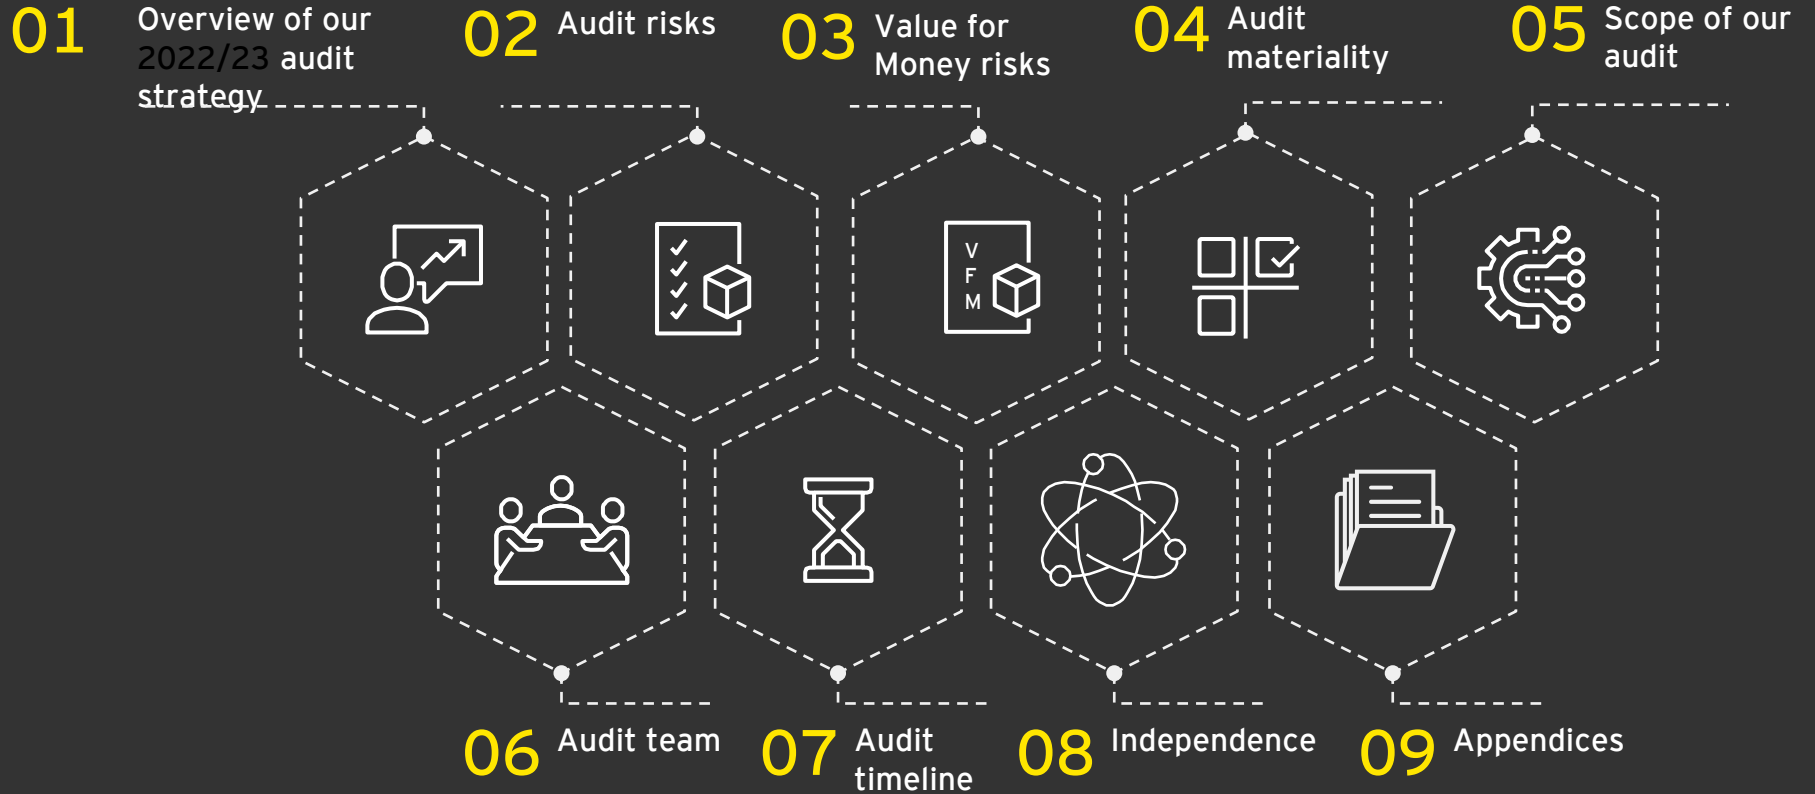 01
Overview of our
2022/23 audit
strategy
02
Audit risks
03
Value for
Money risks
04
Audit
materiality
05
Scope of our
audit
V
F
M
06
Audit team
07
Audit
timeline
08
Independence
09
Appendices